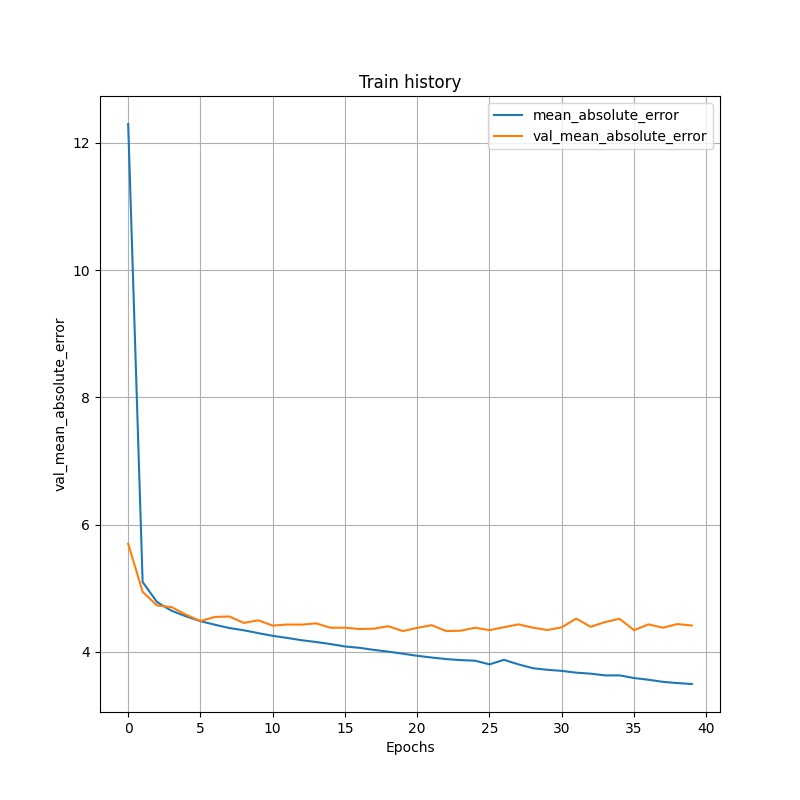 Train history
mean_absolute_error
val_mean_absolute_error
val_mean_absolute_error
12
10
8
6
4
0 5 10 15 20 25 30 35 40
Epochs